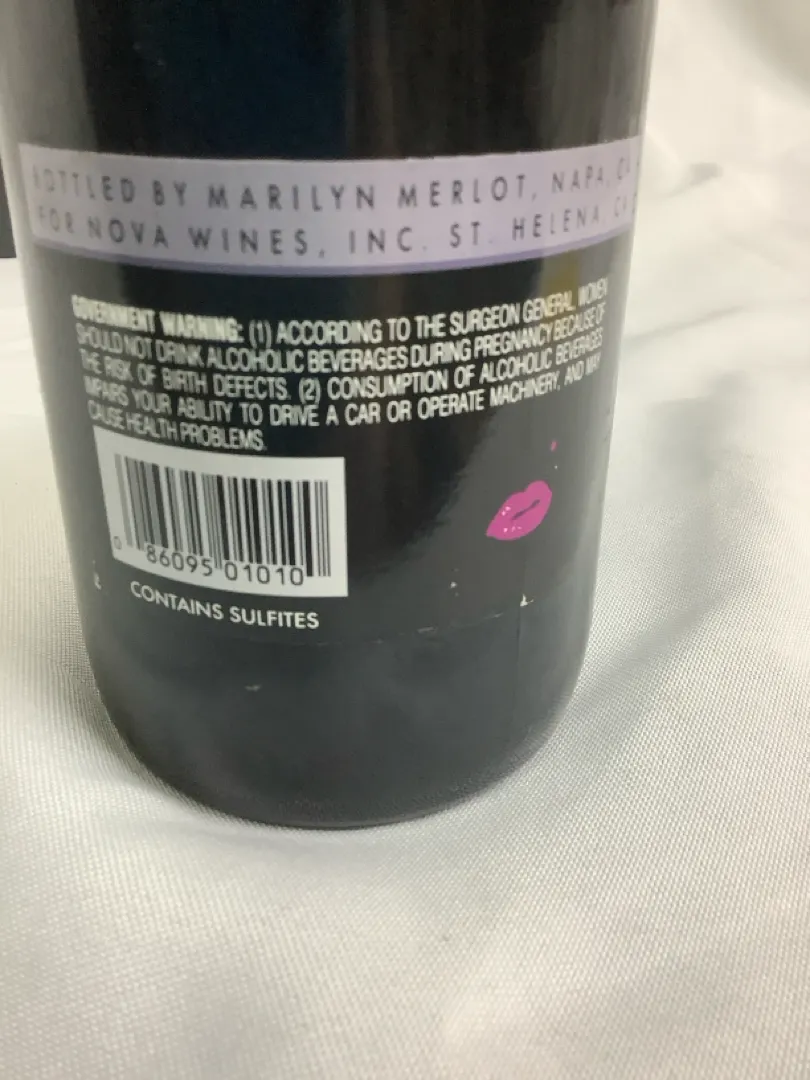 BOTTLED BY MARILYN MERLOT, NAPA, CA
FOR NOVA WINES, INC. ST. HELENA, CA
GOVERNMENT WARNING: (1) ACCORDING TO THE SURGEON GENERAL, WOMEN
SHOULD NOT DRINK ALCOHOLIC BEVERAGES DURING PREGNANCY BECAUSE OF
THE RISK OF BIRTH DEFECTS. (2) CONSUMPTION OF ALCOHOLIC BEVERAGES
IMPAIRS YOUR ABILITY TO DRIVE A CAR OR OPERATE MACHINERY, AND MAY
CAUSE HEALTH PROBLEMS.
0 86095 01010
CONTAINS SULFITES